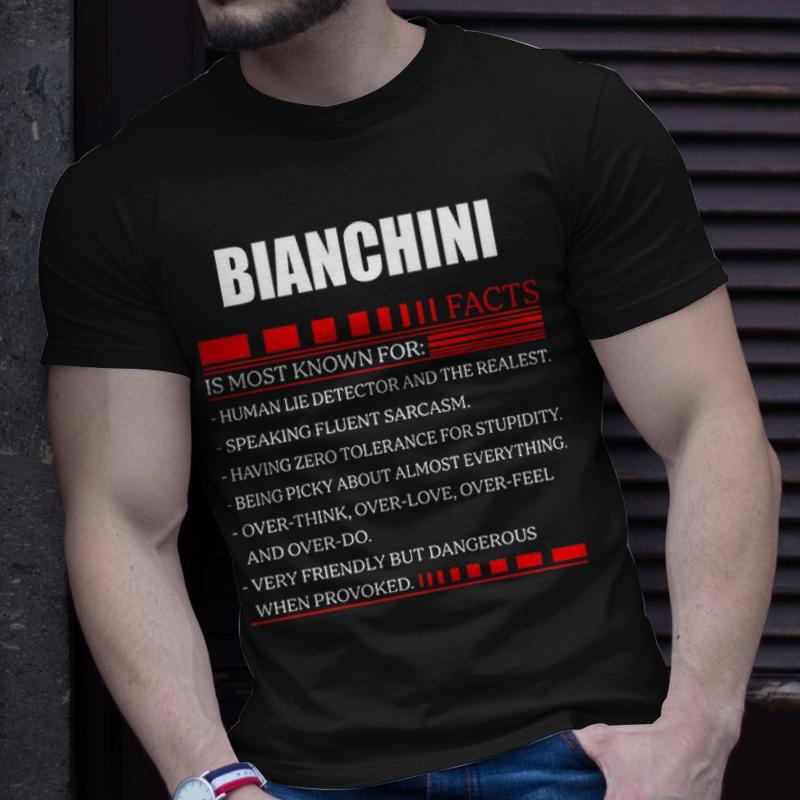 BIANCHINI
FACTS
IS MOST KNOWN FOR:
- HUMAN LIE DETECTOR AND THE REALEST.
- SPEAKING FLUENT SARCASM.
- HAVING ZERO TOLERANCE FOR STUPIDITY.
- BEING PICKY ABOUT ALMOST EVERYTHING.
- OVER-THINK, OVER-LOVE, OVER-FEEL
AND OVER-DO.
- VERY FRIENDLY BUT DANGEROUS
WHEN PROVOKED.